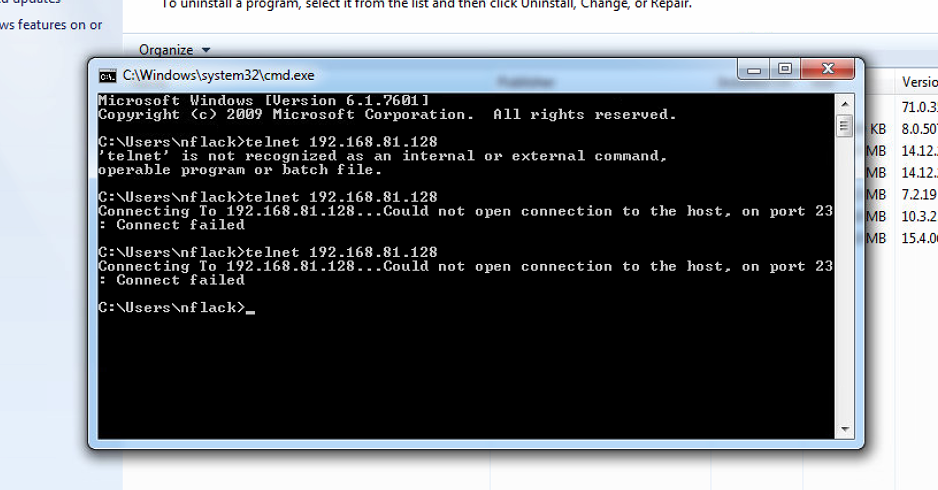 d updates
To uninstall a program, select it from the list and then click Uninstall, Change, or Repair.
ws features on or
Organize
C:\Windows\system32\cmd.exe
Microsoft Windows [Version 6.1.7601]
Copyright (c) 2009 Microsoft Corporation.  All rights reserved.
C:\Users\nflack>telnet 192.168.81.128
'telnet' is not recognized as an internal or external command,
operable program or batch file.
C:\Users\nflack>telnet 192.168.81.128
Connecting To 192.168.81.128...Could not open connection to the host, on port 23
: Connect failed
C:\Users\nflack>telnet 192.168.81.128
Connecting To 192.168.81.128...Could not open connection to the host, on port 23
: Connect failed
C:\Users\nflack>_
Versio
71.0.3
KB 8.0.507
MB 14.12.
MB 14.12.
MB 7.2.19
MB 10.3.2
MB 15.4.0